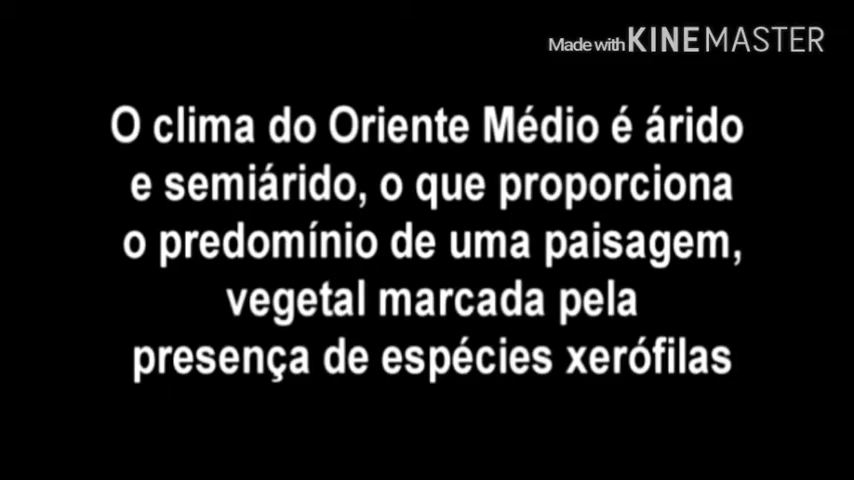 Made with KINEMASTER
O clima do Oriente Médio é árido
e semiárido, o que proporciona
o predomínio de uma paisagem,
vegetal marcada pela
presença de espécies xerófilas